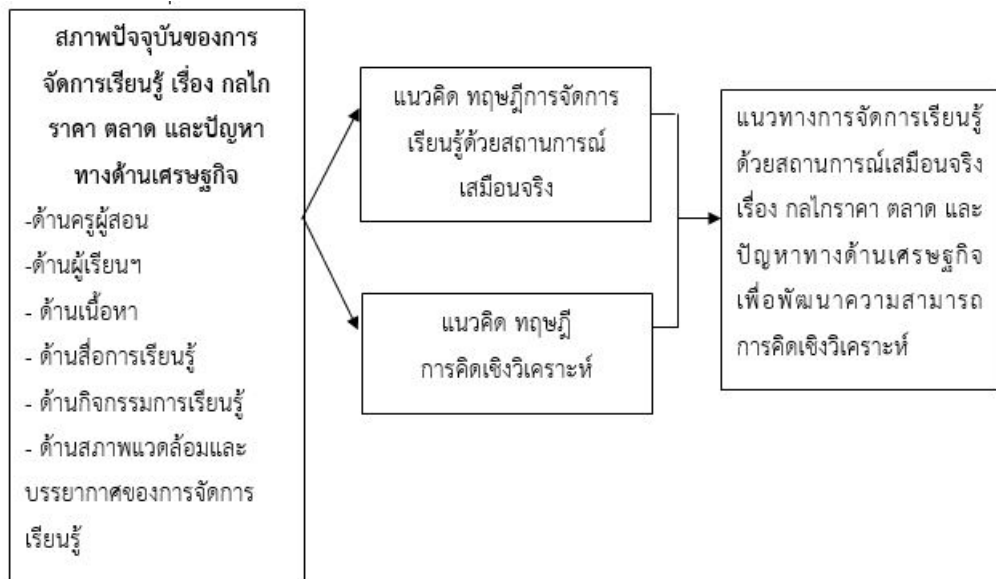 สภาพปัจจุบันของการ
จัดการเรียนรู้ เรื่อง กลไก
ราคา ตลาด และปัญหา
ทางด้านเศรษฐกิจ
-ด้านครูผู้สอน
-ด้านผู้เรียนฯ
- ด้านเนื้อหา
- ด้านสื่อการเรียนรู้
- ด้านกิจกรรมการเรียนรู้
- ด้านสภาพแวดล้อมและ
บรรยากาศของการจัดการ
เรียนรู้
แนวคิด ทฤษฎีการจัดการ
เรียนรู้ด้วยสถานการณ์
เสมือนจริง
แนวคิด ทฤษฎี
การคิดเชิงวิเคราะห์
แนวทางการจัดการเรียนรู้
ด้วยสถานการณ์เสมือนจริง
เรื่อง กลไกราคา ตลาด และ
ปัญหาทางด้านเศรษฐกิจ
เพื่อพัฒนาความสามารถ
การคิดเชิงวิเคราะห์